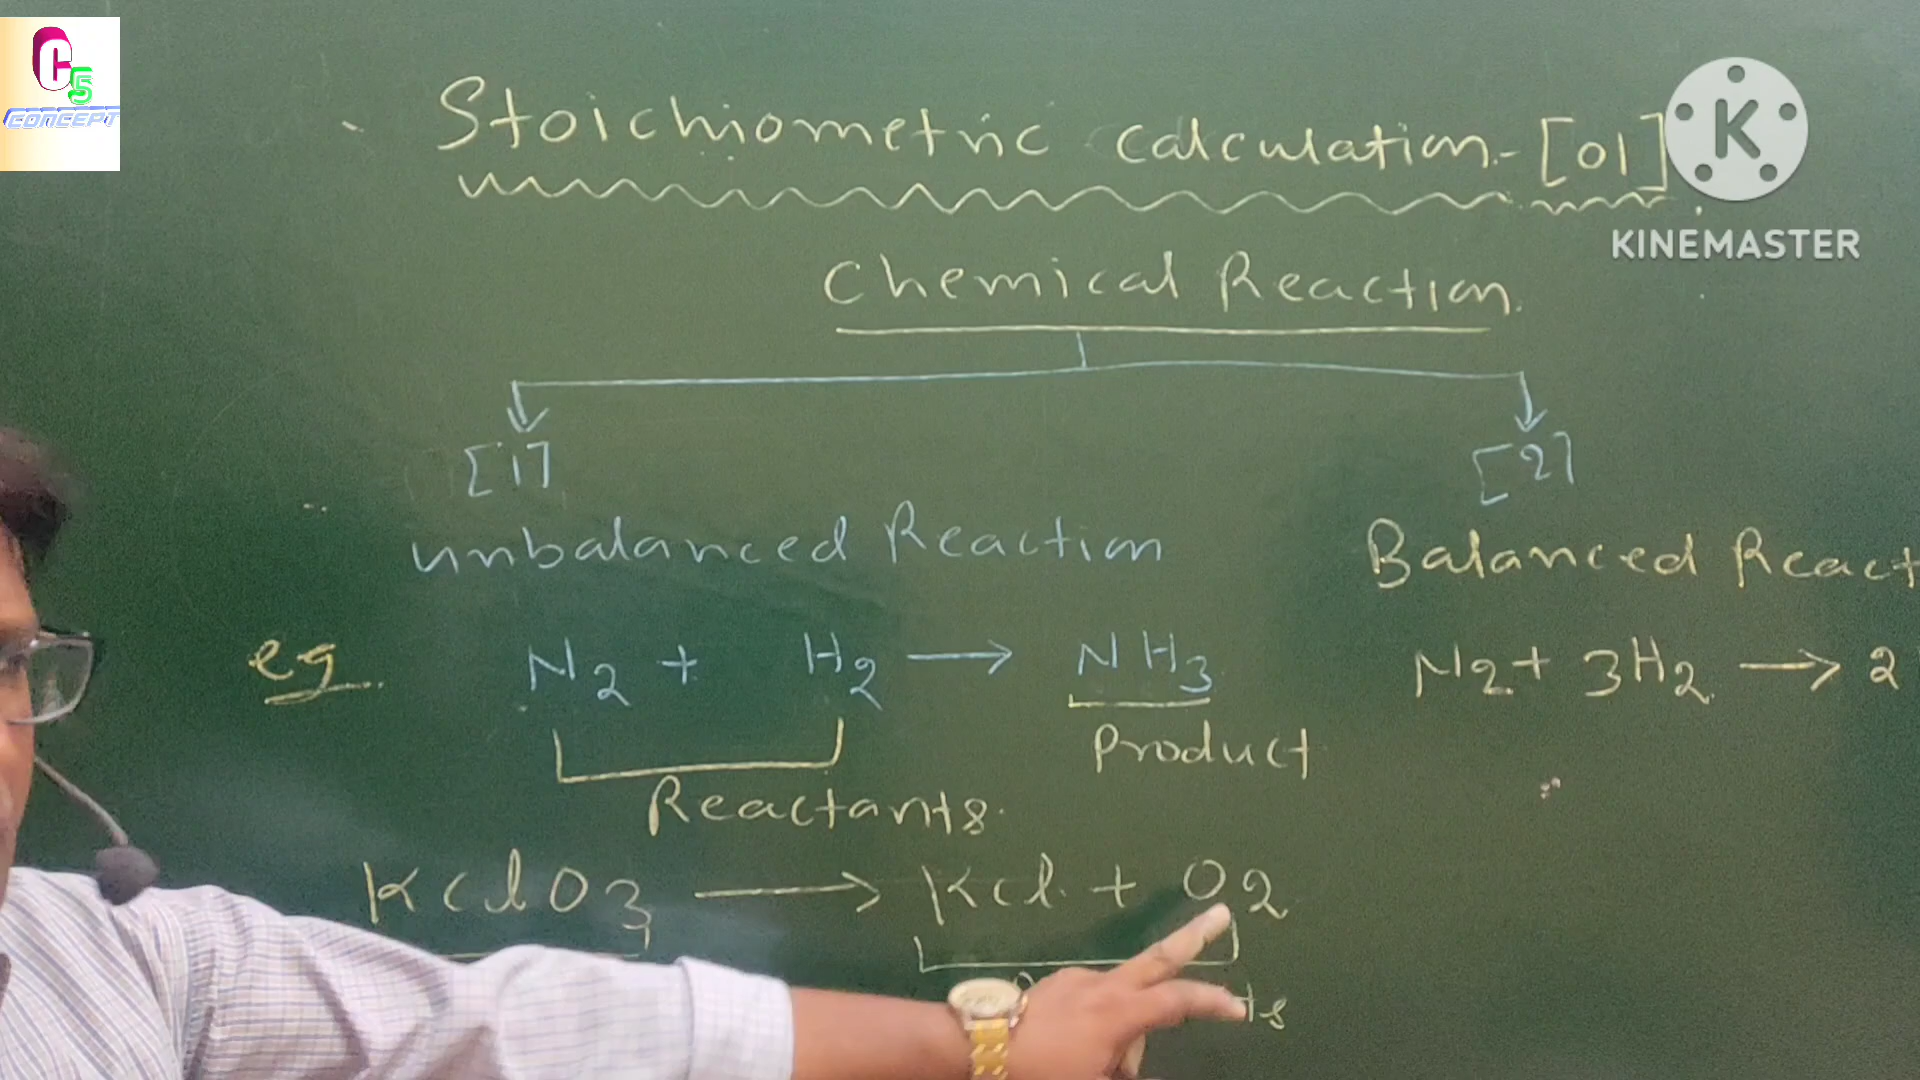 C5
CONCEPT
Stoichiometric calculation - [01]
K
KINEMASTER
Chemical Reaction.
[1]
[2]
unbalanced Reaction
Balanced React
eg.
N2 + H2 → NH3
N2 + 3H2 → 2
Product
Reactants.
KClO3 → KCl + O2